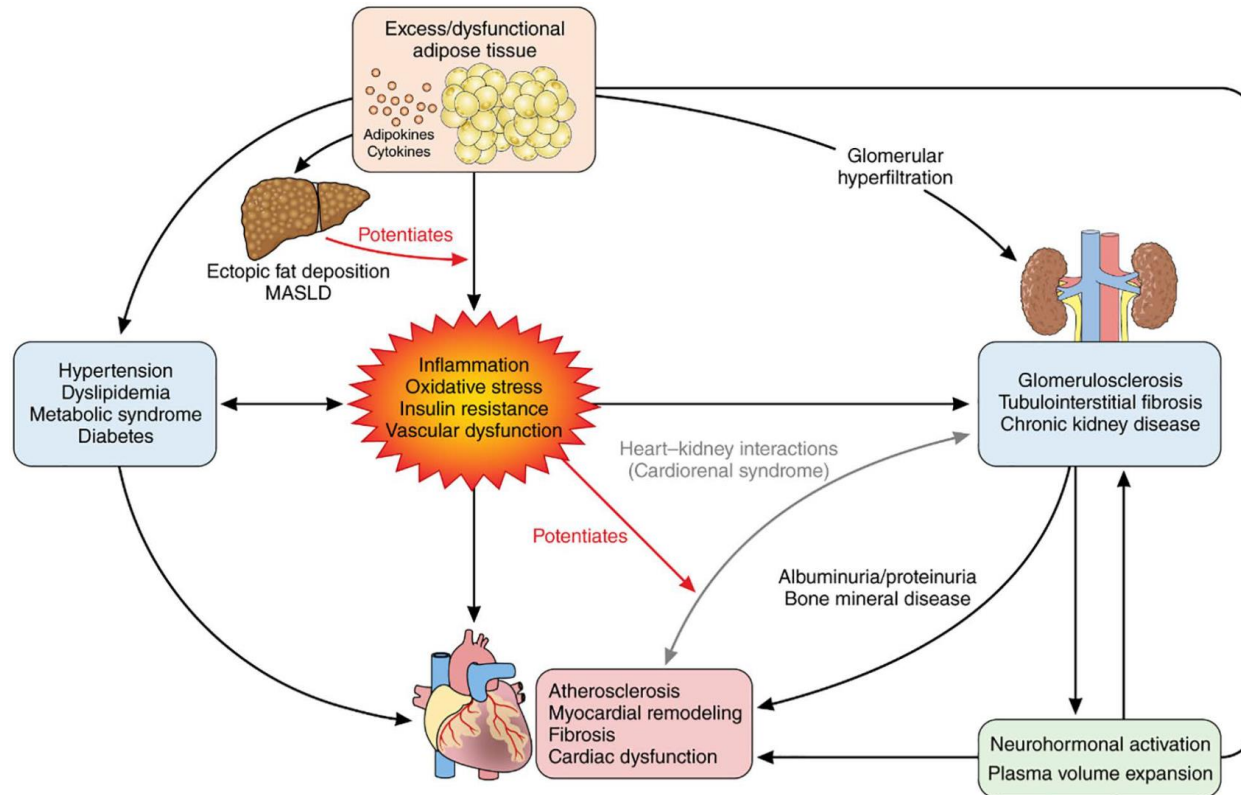 Excess/dysfunctional
adipose tissue
Adipokines
Cytokines
Glomerular
hyperfiltration
Potentiates
Ectopic fat deposition
MASLD
Hypertension
Dyslipidemia
Metabolic syndrome
Diabetes
Inflammation
Oxidative stress
Insulin resistance
Vascular dysfunction
Glomerulosclerosis
Tubulointerstitial fibrosis
Chronic kidney disease
Heart–kidney interactions
(Cardiorenal syndrome)
Potentiates
Albuminuria/proteinuria
Bone mineral disease
Atherosclerosis
Myocardial remodeling
Fibrosis
Cardiac dysfunction
Neurohormonal activation
Plasma volume expansion